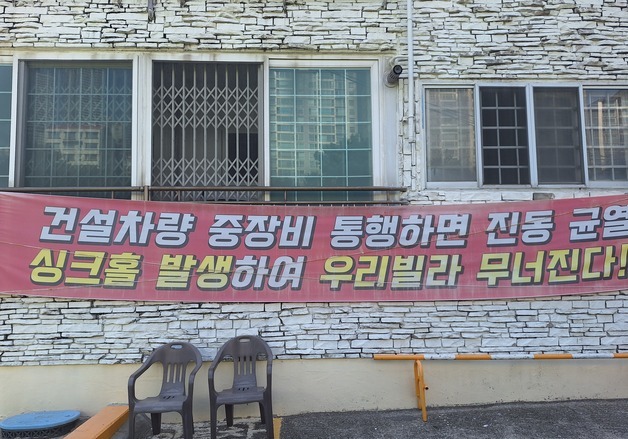 건설차량 중장비 통행하면 진동 균열
싱크홀 발생하여 우리빌라 무너진다!